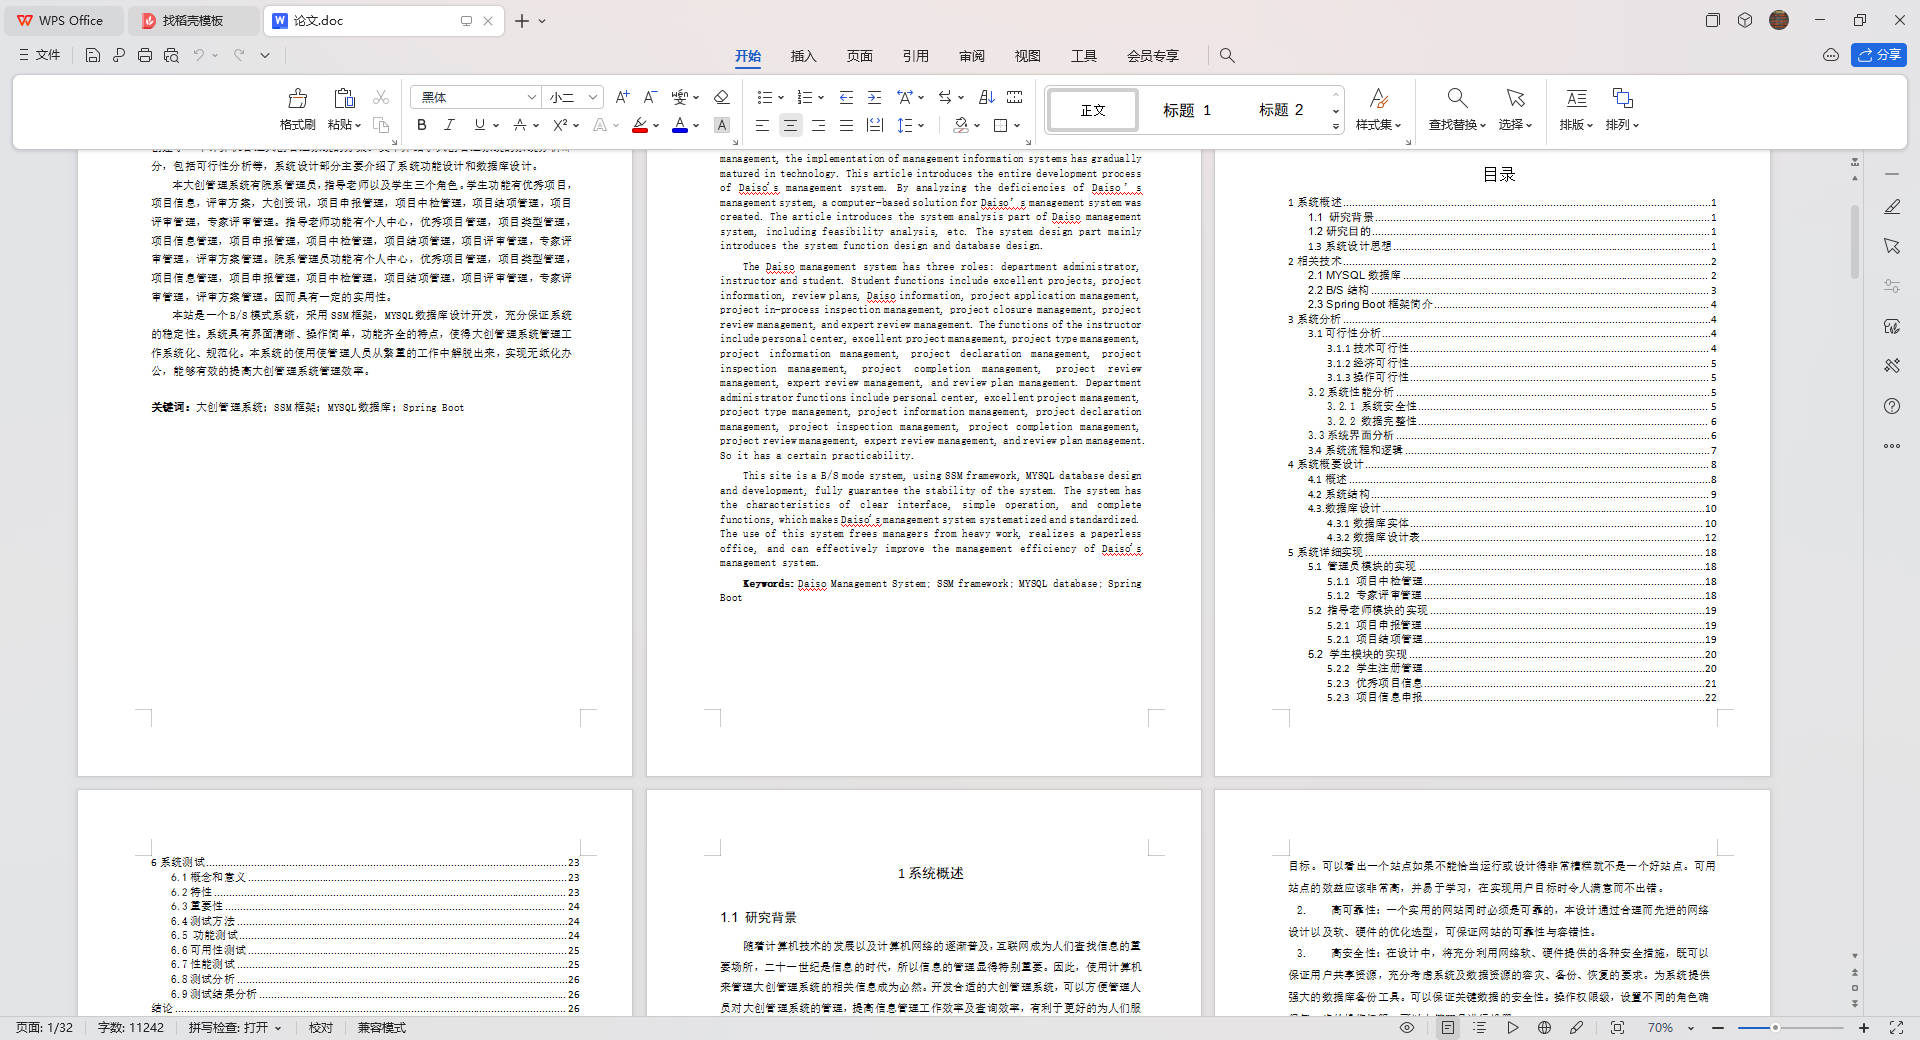 WPS Office
找稻壳模板
论文.doc
文件
开始
插入
页面
引用
审阅
视图
工具
会员专享
分享
格式刷
粘贴
黑体
小二
正文
标题 1
标题 2
样式集
查找替换
选择
排版
排列
分，包括可行性分析等，系统设计部分主要介绍了系统功能设计和数据库设计。
本大创管理系统有院系管理员，指导老师以及学生三个角色。学生功能有优秀项目，
项目信息，评审方案，大创资讯，项目申报管理，项目中检管理，项目结项管理，项目
评审管理，专家评审管理。指导老师功能有个人中心，优秀项目管理，项目类型管理，
项目信息管理，项目申报管理，项目中检管理，项目结项管理，项目评审管理，专家评
审管理，评审方案管理。院系管理员功能有个人中心，优秀项目管理，项目类型管理，
项目信息管理，项目申报管理，项目中检管理，项目结项管理，项目评审管理，专家评
审管理，评审方案管理。因而具有一定的实用性。
本站是一个B/S模式系统，采用SSM框架，MYSQL数据库设计开发，充分保证系统
的稳定性。系统具有界面清晰、操作简单，功能齐全的特点，使得大创管理系统管理工
作系统化、规范化。本系统的使用使管理人员从繁重的工作中解脱出来，实现无纸化办
公，能够有效的提高大创管理系统管理效率。
关键词：大创管理系统；SSM框架；MYSQL数据库；Spring Boot
management, the implementation of management information systems has gradually
matured in technology. This article introduces the entire development process
of Daiso's management system. By analyzing the deficiencies of Daiso's
management system, a computer-based solution for Daiso's management system was
created. The article introduces the system analysis part of Daiso management
system, including feasibility analysis, etc. The system design part mainly
introduces the system function design and database design.
The Daiso management system has three roles: department administrator,
instructor and student. Student functions include excellent projects, project
information, review plans, Daiso information, project application management,
project in-process inspection management, project closure management, project
review management, and expert review management. The functions of the instructor
include personal center, excellent project management, project type management,
project information management, project declaration management, project
inspection management, project completion management, project review
management, expert review management, and review plan management. Department
administrator functions include personal center, excellent project management,
project type management, project information management, project declaration
management, project inspection management, project completion management,
project review management, expert review management, and review plan management.
So it has a certain practicability.
This site is a B/S mode system, using SSM framework, MYSQL database design
and development, fully guarantee the stability of the system. The system has
the characteristics of clear interface, simple operation, and complete
functions, which makes Daiso's management system systematized and standardized.
The use of this system frees managers from heavy work, realizes a paperless
office, and can effectively improve the management efficiency of Daiso's
management system.
Keywords: Daiso Management System; SSM framework; MYSQL database; Spring
Boot
目录
1 系统概述 1
1.1 研究背景 1
1.2 研究目的 1
1.3 系统设计思想 1
2 相关技术 2
2.1 MYSQL 数据库 2
2.2 B/S 结构 3
2.3 Spring Boot 框架简介 4
3 系统分析 4
3.1 可行性分析 4
3.1.1 技术可行性 4
3.1.2 经济可行性 5
3.1.3 操作可行性 5
3.2 系统性能分析 5
3.2.1 系统安全性 5
3.2.2 数据完整性 6
3.3 系统界面分析 6
3.4 系统流程和逻辑 7
4 系统概要设计 8
4.1 概述 8
4.2 系统结构 9
4.3.数据库设计 10
4.3.1 数据库实体 10
4.3.2 数据库设计表 12
5 系统详细实现 18
5.1 管理员模块的实现 18
5.1.1 项目中检管理 18
5.1.2 专家评审管理 18
5.2 指导老师模块的实现 19
5.2.1 项目申报管理 19
5.2.1 项目结项管理 19
5.2 学生模块的实现 20
5.2.2 学生注册管理 20
5.2.3 优秀项目信息 21
5.2.3 项目信息申报 22
6 系统测试 23
6.1 概念和意义 23
6.2 特性 23
6.3 重要性 24
6.4 测试方法 24
6.5 功能测试 24
6.6 可用性测试 25
6.7 性能测试 25
6.8 测试分析 26
6.9 测试结果分析 26
结论 26
1 系统概述
1.1 研究背景
随着计算机技术的发展以及计算机网络的逐渐普及，互联网成为人们查找信息的重
要场所，二十一世纪是信息的时代，所以信息的管理显得特别重要。因此，使用计算机
来管理大创管理系统的相关信息成为必然。开发合适的大创管理系统，可以方便管理人
员对大创管理系统的管理，提高信息管理工作效率及查询效率，有利于更好的为人们服
目标。可以看出一个站点如果不能恰当运行或设计得非常糟糕就不是一个好站点。可用
站点的效益应该非常高，并易于学习，在实现用户目标时令人满意而不出错。
2. 高可靠性：一个实用的网站同时必须是可靠的，本设计通过合理而先进的网络
设计以及软、硬件的优化选型，可保证网站的可靠性与容错性。
3. 高安全性：在设计中，将充分利用网络软、硬件提供的各种安全措施，既可以
保证用户共享资源，充分考虑系统及数据资源的容灾、备份、恢复的要求。为系统提供
强大的数据库备份工具。可以保证关键数据的安全性。操作权限级，设置不同的角色确
页面: 1/32
字数: 11242
拼写检查: 打开
校对
兼容模式
70%